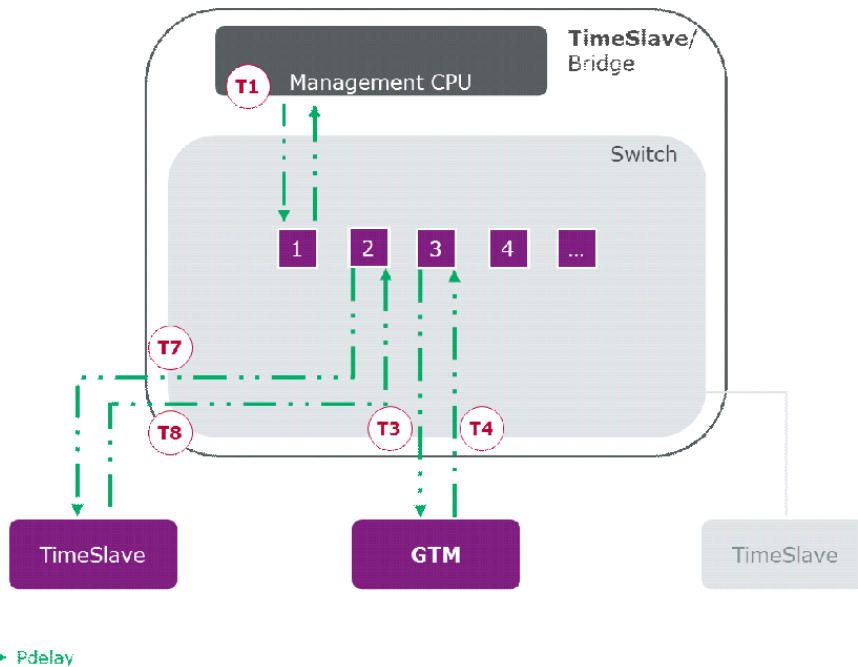 TimeSlave/
Bridge
T1
Management CPU
Switch
1
2
3
4
...
T7
T8
T3
T4
TimeSlave
GTM
TimeSlave
Pdelay